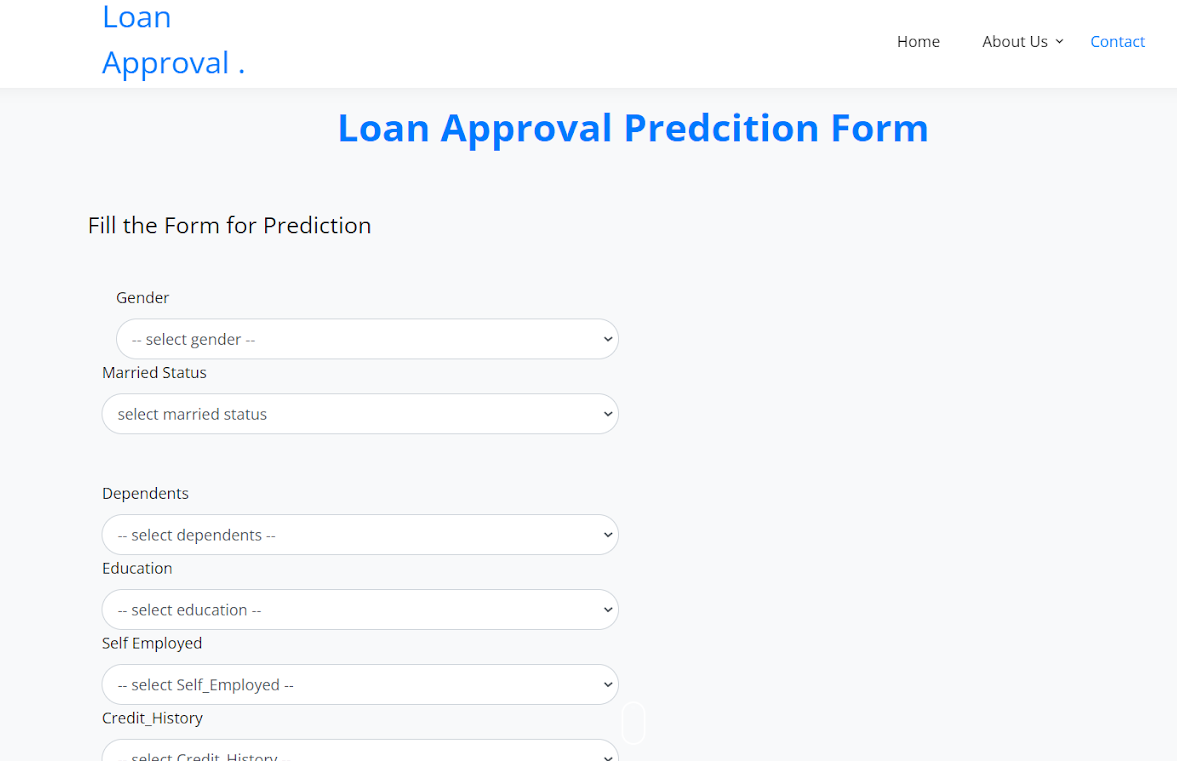 Loan
Approval .
Home About Us Contact
Loan Approval Predcition Form
Fill the Form for Prediction
Gender
-- select gender --
Married Status
select married status
Dependents
-- select dependents --
Education
-- select education --
Self Employed
-- select Self_Employed --
Credit_History
-- select Credit_History --